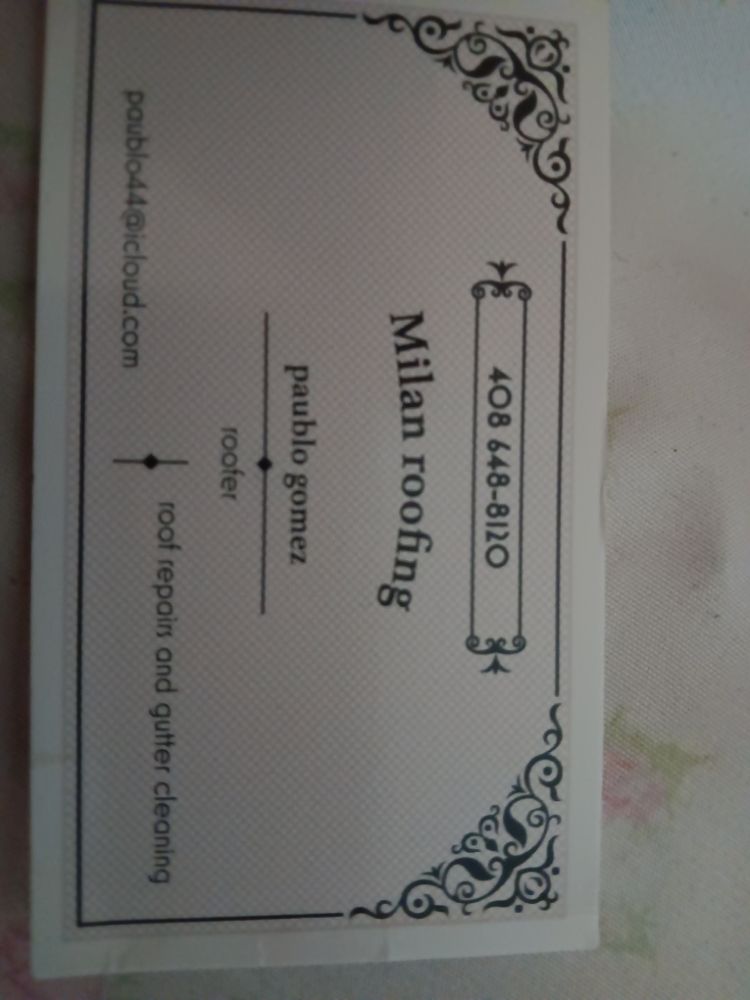 408 648-8120
Milan roofing
paublo gomez
roofer
paublo44@icloud.com
roof repairs and gutter cleaning